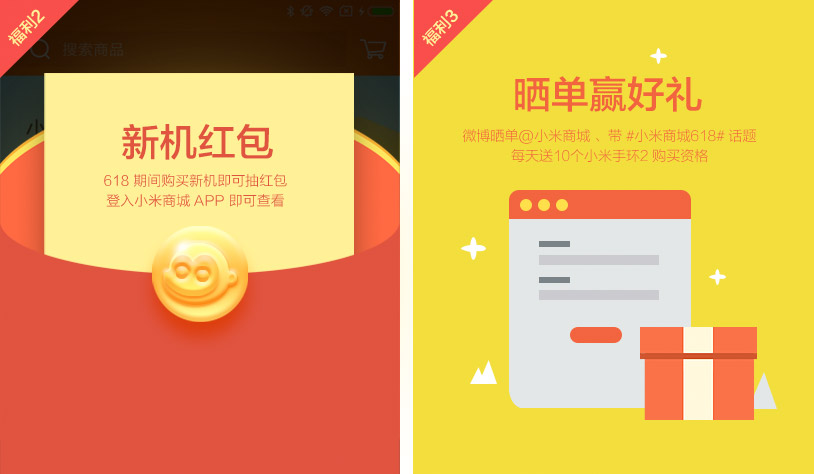 福利2
搜索商品
小
新机红包
618 期间购买新机即可抽红包
登入小米商城 APP 即可查看
福利3
晒单赢好礼
微博晒单@小米商城 、带 #小米商城618# 话题
每天送10个小米手环2 购买资格